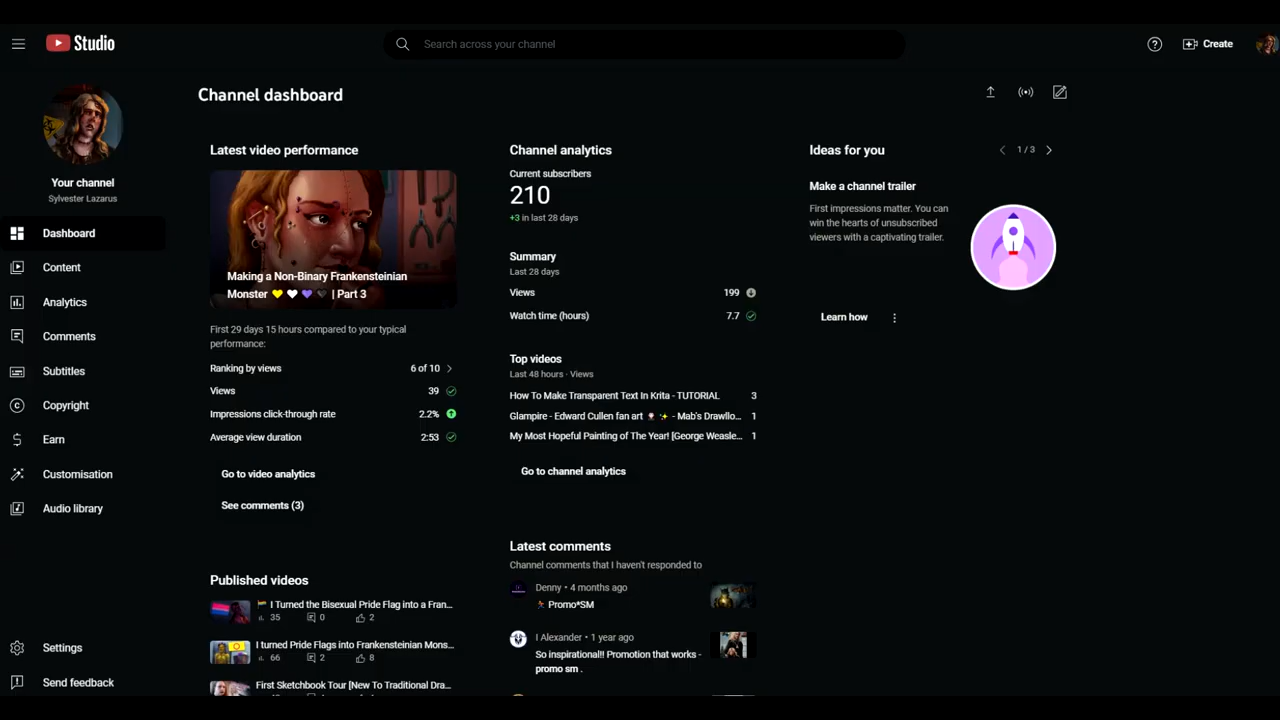 Studio
Search across your channel
Create
Channel dashboard
Your channel
Sylvester Lazarus
Dashboard
Content
Analytics
Comments
Subtitles
Copyright
Earn
Customisation
Audio library
Settings
Send feedback
Latest video performance
Making a Non-Binary Frankensteinian
Monster 💛 🤍 💜 🖤 | Part 3
First 29 days 15 hours compared to your typical
performance:
Ranking by views 6 of 10
Views 39
Impressions click-through rate 2.2%
Average view duration 2:53
Go to video analytics
See comments (3)
Published videos
🏳️‍🌈 I Turned the Bisexual Pride Flag into a Fran...
35 0 2
I turned Pride Flags into Frankensteinian Mons...
66 2 8
First Sketchbook Tour [New To Traditional Dra...
Channel analytics
Current subscribers
210
+3 in last 28 days
Summary
Last 28 days
Views 199
Watch time (hours) 7.7
Top videos
Last 48 hours · Views
How To Make Transparent Text In Krita - TUTORIAL 3
Glampire - Edward Cullen fan art 🧛🏻 ✨ - Mab's Drawllo... 1
My Most Hopeful Painting of The Year! [George Weasle... 1
Go to channel analytics
Latest comments
Channel comments that I haven't responded to
Denny • 4 months ago
Promo*SM
I Alexander • 1 year ago
So inspirational!! Promotion that works -
promo sm .
Ideas for you
1 / 3
Make a channel trailer
First impressions matter. You can
win the hearts of unsubscribed
viewers with a captivating trailer.
Learn how